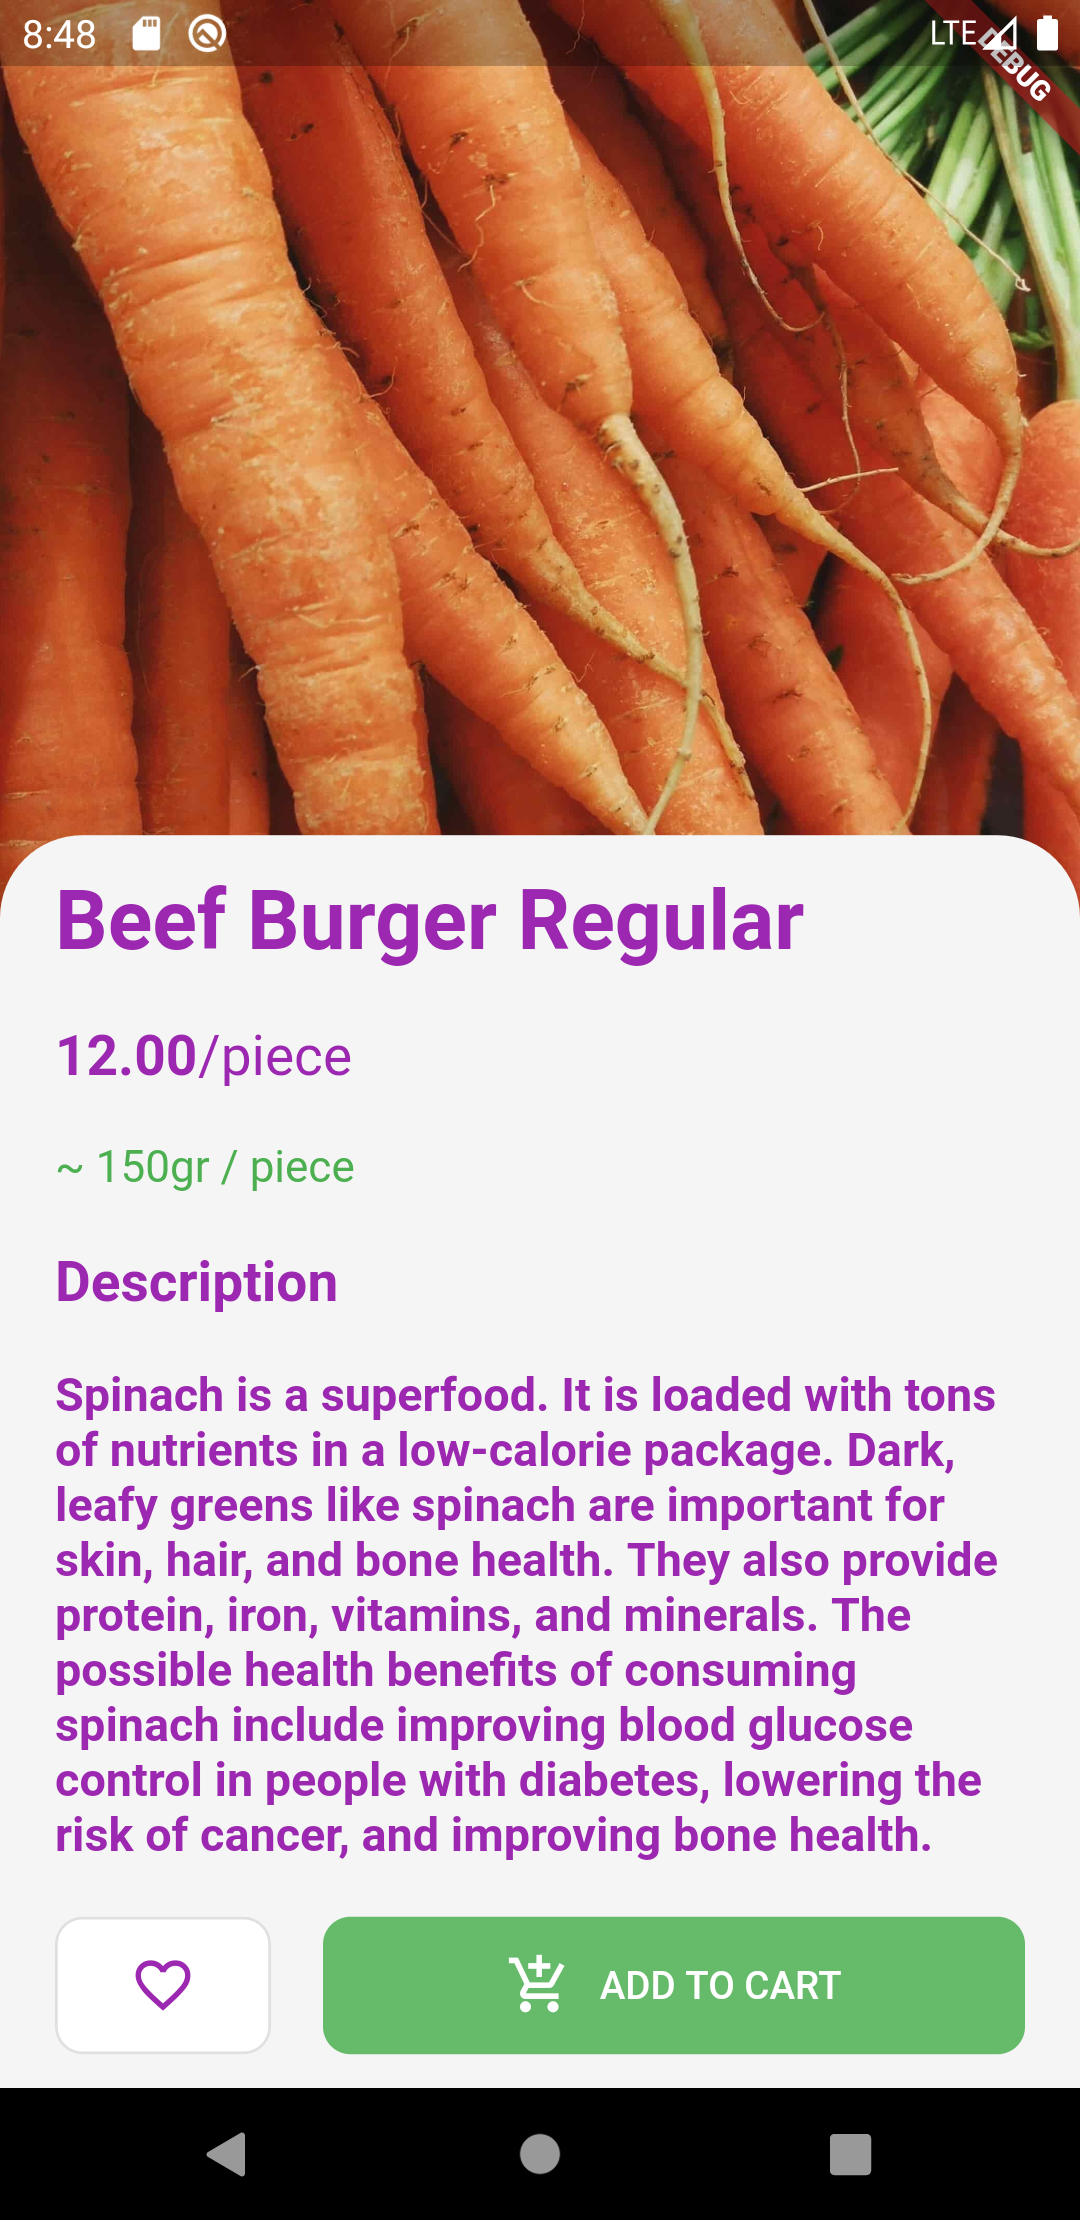 8:48
LTE
DEBUG
Beef Burger Regular
12.00/piece
~ 150gr / piece
Description
Spinach is a superfood. It is loaded with tons
of nutrients in a low-calorie package. Dark,
leafy greens like spinach are important for
skin, hair, and bone health. They also provide
protein, iron, vitamins, and minerals. The
possible health benefits of consuming
spinach include improving blood glucose
control in people with diabetes, lowering the
risk of cancer, and improving bone health.
ADD TO CART